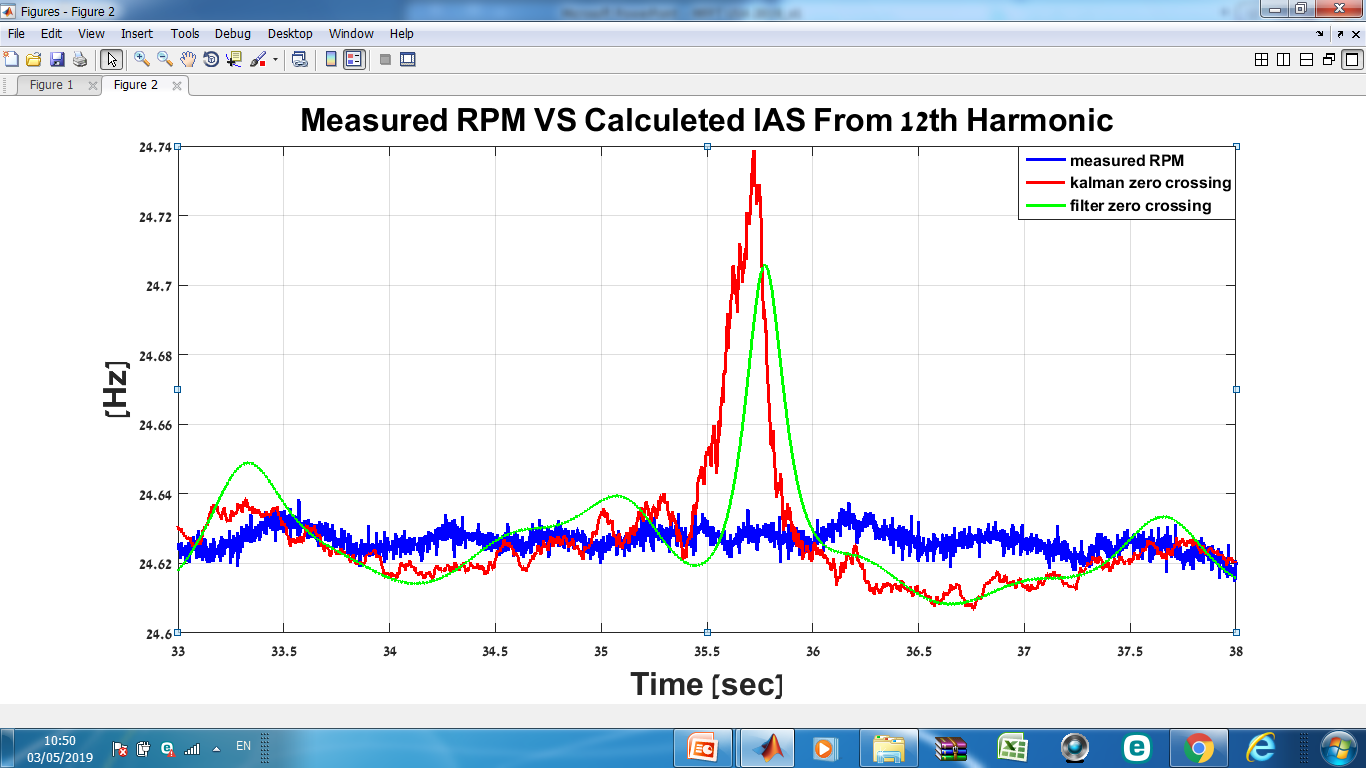 Figures - Figure 2
File Edit View Insert Tools Debug Desktop Window Help
Figure 1 Figure 2
Measured RPM VS Calculeted IAS From 12th Harmonic
measured RPM
kalman zero crossing
filter zero crossing
24.74
24.72
24.7
24.68
24.66
24.64
24.62
24.6
[Hz]
33 33.5 34 34.5 35 35.5 36 36.5 37 37.5 38
Time [sec]
10:50
03/05/2019
EN